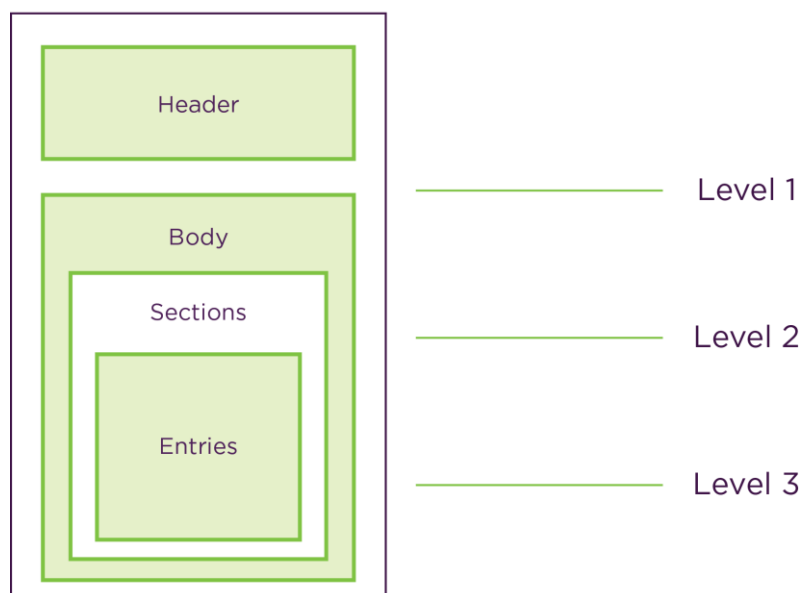 Header
Level 1
Body
Sections
Level 2
Entries
Level 3